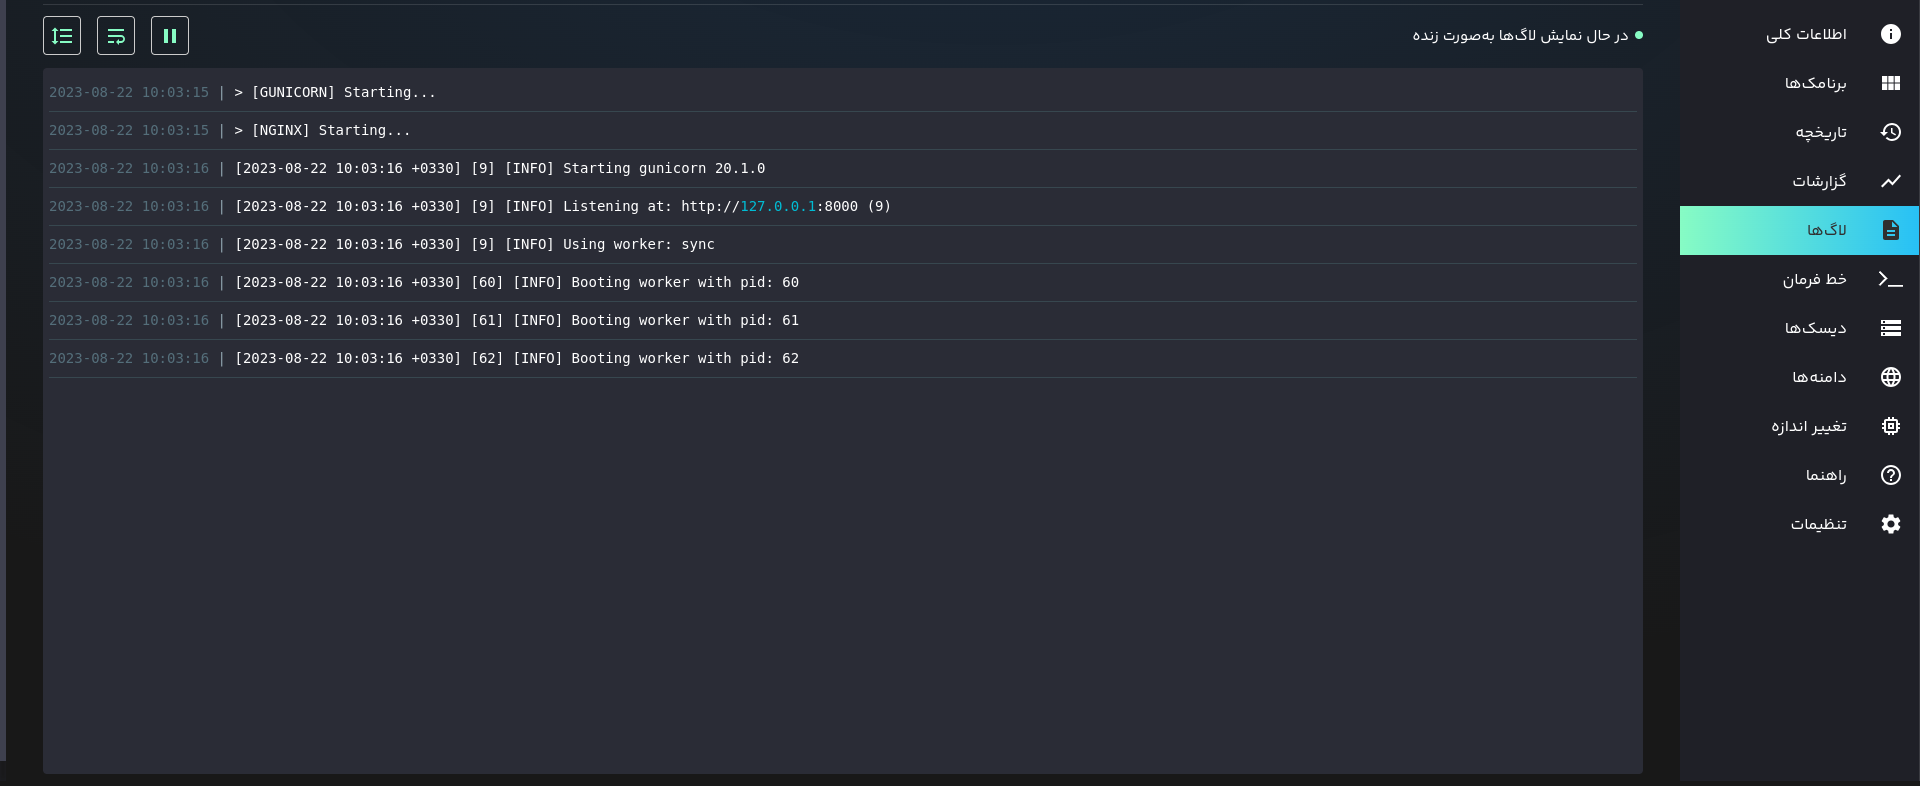 در حال نمایش لاگ‌ها به‌صورت زنده
2023-08-22 10:03:15 | > [GUNICORN] Starting...
2023-08-22 10:03:15 | > [NGINX] Starting...
2023-08-22 10:03:16 | [2023-08-22 10:03:16 +0330] [9] [INFO] Starting gunicorn 20.1.0
2023-08-22 10:03:16 | [2023-08-22 10:03:16 +0330] [9] [INFO] Listening at: http://127.0.0.1:8000 (9)
2023-08-22 10:03:16 | [2023-08-22 10:03:16 +0330] [9] [INFO] Using worker: sync
2023-08-22 10:03:16 | [2023-08-22 10:03:16 +0330] [60] [INFO] Booting worker with pid: 60
2023-08-22 10:03:16 | [2023-08-22 10:03:16 +0330] [61] [INFO] Booting worker with pid: 61
2023-08-22 10:03:16 | [2023-08-22 10:03:16 +0330] [62] [INFO] Booting worker with pid: 62
اطلاعات کلی
برنامک‌ها
تاریخچه
گزارشات
لاگ‌ها
خط فرمان
دیسک‌ها
دامنه‌ها
تغییر اندازه
راهنما
تنظیمات